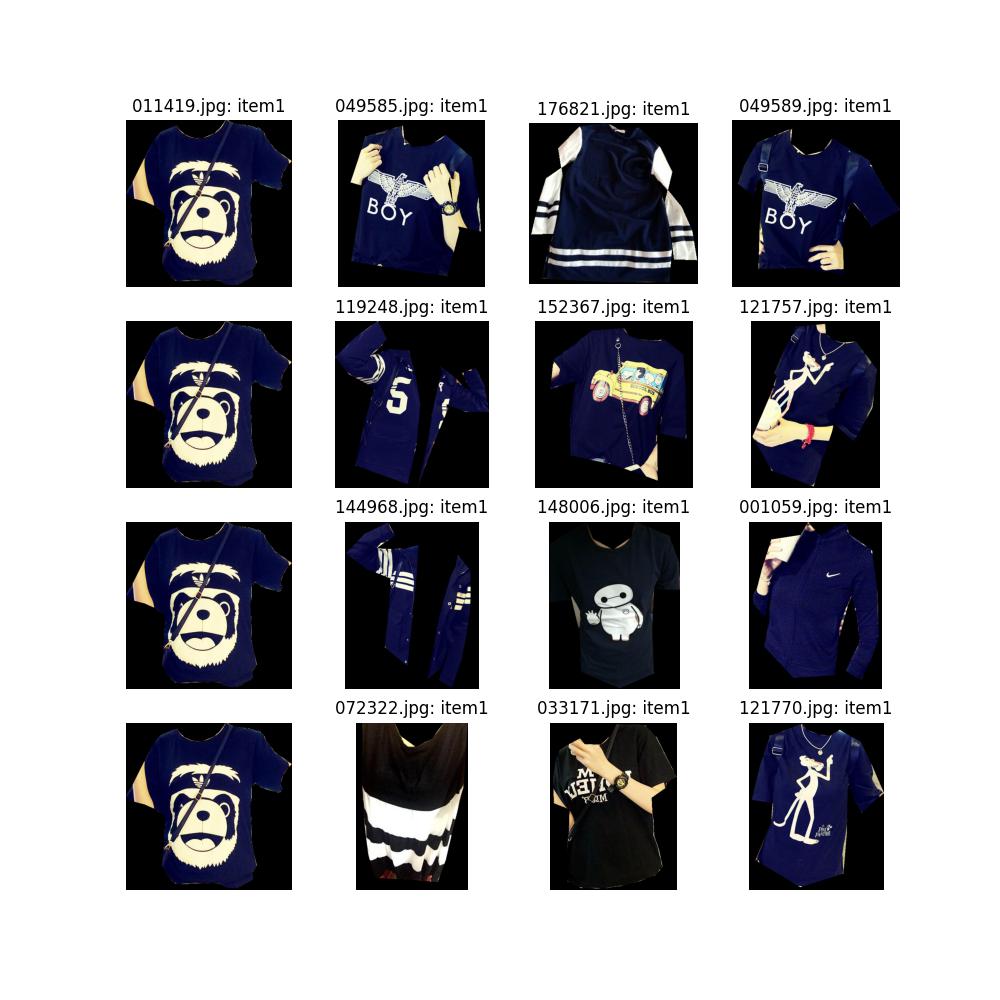 011419.jpg: item1
049585.jpg: item1
176821.jpg: item1
049589.jpg: item1
BOY
BOY
119248.jpg: item1
152367.jpg: item1
121757.jpg: item1
5
144968.jpg: item1
148006.jpg: item1
001059.jpg: item1
072322.jpg: item1
033171.jpg: item1
121770.jpg: item1